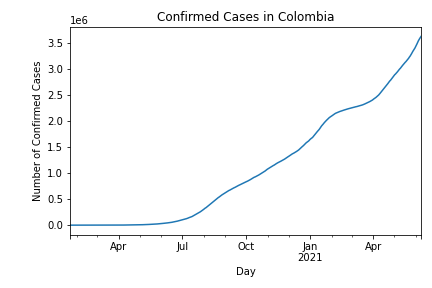 Confirmed Cases in Colombia
1e6
3.5
3.0
2.5
2.0
1.5
1.0
0.5
0.0
Number of Confirmed Cases
Apr
Jul
Oct
Jan
2021
Apr
Day